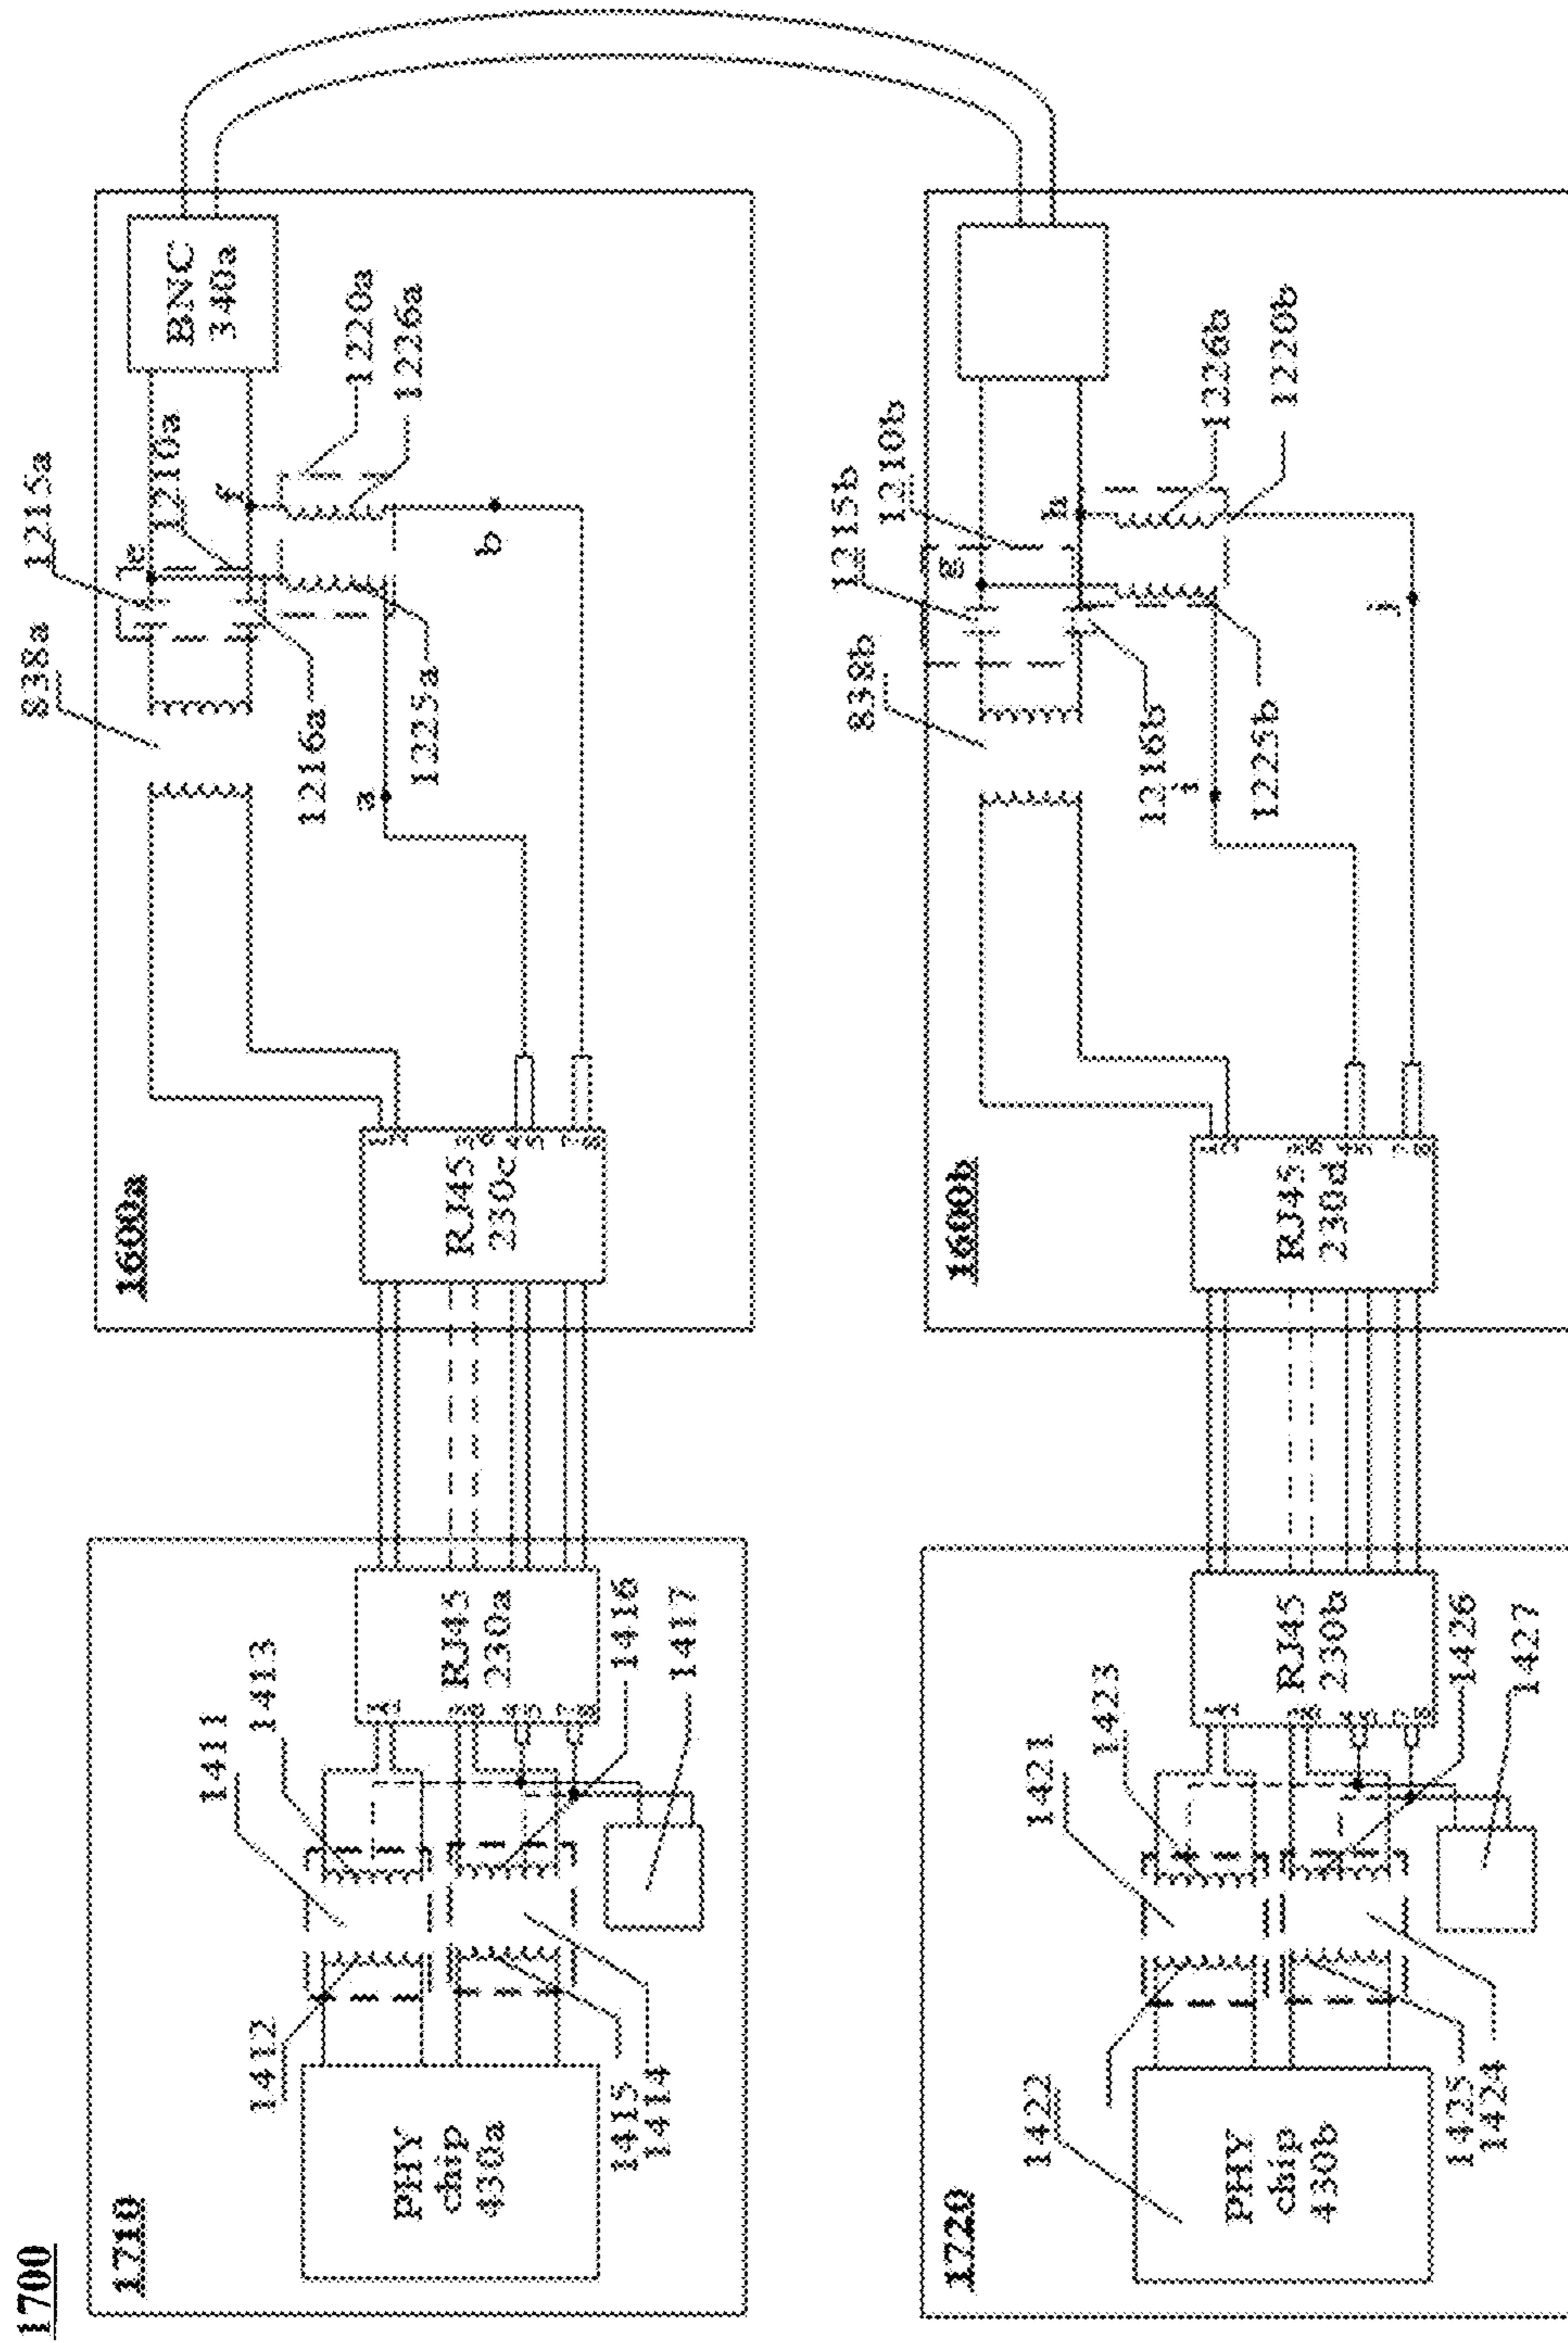 1700
1710
PHY
chip
430a
1412
1411
1413
1415
1414
1416
1417
RJ45
230a
1600a
RJ45
230c
838a
1215a
1210a
1216a
1225a
1220a
1226a
e
f
a
b
BNC
340a
1720
PHY
chip
430b
1422
1421
1423
1425
1424
1426
1427
RJ45
230b
1600b
RJ45
230d
838b
1215b
1210b
1216b
1225b
1226b
1220b
g
h
i
j